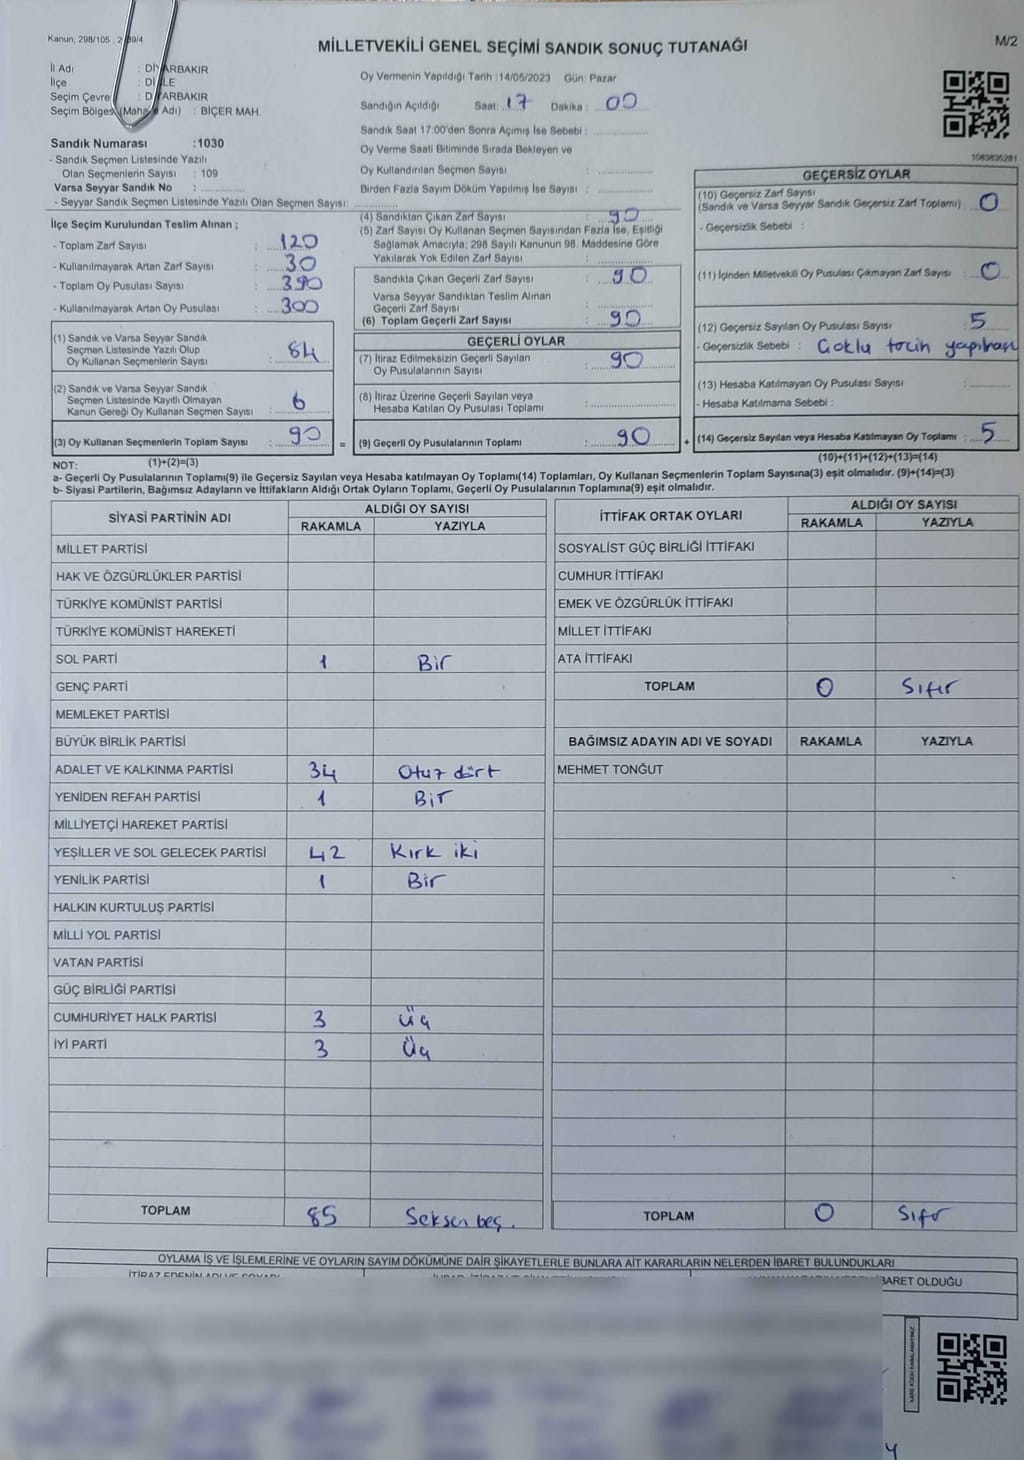 Kanun; 298/105
MİLLETVEKİLİ GENEL SEÇİMİ SANDIK SONUÇ TUTANAĞI
M/2
İl Adı : DİYARBAKIR
İlçe
Seçim Çevre DİYARBAKIR
Seçim Bölges (Mahalle Adı) : BİÇER MAH.
Oy Vermenin Yapıldığı Tarih :14/05/2023 Gün: Pazar
Sandığın Açıldığı Saat: 17 Dakika : 00
Sandık Saat 17:00'den Sonra Açımış İse Sebebi :
Oy Verme Saati Bitiminde Sırada Bekleyen ve
Oy Kullandırılan Seçmen Sayısı :
Birden Fazla Sayım Döküm Yapılmış İse Sayısı :
Sandık Numarası :1030
- Sandık Seçmen Listesinde Yazılı
Olan Seçmenlerin Sayısı : 109
Varsa Seyyar Sandık No :
- Seyyar Sandık Seçmen Listesinde Yazılı Olan Seçmen Sayısı:
İlçe Seçim Kurulundan Teslim Alınan ;
- Toplam Zarf Sayısı : 120
- Kullanılmayarak Artan Zarf Sayısı : 30
- Toplam Oy Pusulası Sayısı : 390
- Kullanılmayarak Artan Oy Pusulası : 300
(1) Sandık ve Varsa Seyyar Sandık
Seçmen Listesinde Yazılı Olup
Oy Kullanan Seçmenlerin Sayısı : 84
(2) Sandık ve Varsa Seyyar Sandık
Seçmen Listesinde Kayıtlı Olmayan
Kanun Gereği Oy Kullanan Seçmen Sayısı : 6
(3) Oy Kullanan Seçmenlerin Toplam Sayısı : 90 =
(4) Sandıktan Çıkan Zarf Sayısı : 90
(5) Zarf Sayısı Oy Kullanan Seçmen Sayısından Fazla İse, Eşitliği
Sağlamak Amacıyla; 298 Sayılı Kanunun 98. Maddesine Göre
Yakılarak Yok Edilen Zarf Sayısı :
Sandıkta Çıkan Geçerli Zarf Sayısı : 90
Varsa Seyyar Sandıktan Teslim Alınan
Geçerli Zarf Sayısı :
(6) Toplam Geçerli Zarf Sayısı : 90
GEÇERLİ OYLAR
(7) İtiraz Edilmeksizin Geçerli Sayılan
Oy Pusulalarının Sayısı : 90
(8) İtiraz Üzerine Geçerli Sayılan veya
Hesaba Katılan Oy Pusulası Toplamı :
(9) Geçerli Oy Pusulalarının Toplamı : 90 +
1083835281
GEÇERSİZ OYLAR
(10) Geçersiz Zarf Sayısı
(Sandık ve Varsa Seyyar Sandık Geçersiz Zarf Toplamı) : 0
- Geçersizlik Sebebi :
(11) İçinden Milletvekili Oy Pusulası Çıkmayan Zarf Sayısı : 0
(12) Geçersiz Sayılan Oy Pusulası Sayısı : 5
- Geçersizlik Sebebi : Çoklu tocih yapılması
(13) Hesaba Katılmayan Oy Pusulası Sayısı :
- Hesaba Katılmama Sebebi :
(14) Geçersiz Sayılan veya Hesaba Katılmayan Oy Toplamı : 5
NOT: (1)+(2)=(3)
(10)+(11)+(12)+(13)=(14)
a- Geçerli Oy Pusulalarının Toplamı(9) ile Geçersiz Sayılan veya Hesaba katılmayan Oy Toplamı(14) Toplamları, Oy Kullanan Seçmenlerin Toplam Sayısına(3) eşit olmalıdır. (9)+(14)=(3)
b- Siyasi Partilerin, Bağımsız Adayların ve İttifakların Aldığı Ortak Oyların Toplamı, Geçerli Oy Pusulalarının Toplamına(9) eşit olmalıdır.
SİYASİ PARTİNİN ADI ALDIĞI OY SAYISI
RAKAMLA YAZIYLA
MİLLET PARTİSİ
HAK VE ÖZGÜRLÜKLER PARTİSİ
TÜRKİYE KOMÜNİST PARTİSİ
TÜRKİYE KOMÜNİST HAREKETİ
SOL PARTİ 1 Bir
GENÇ PARTİ
MEMLEKET PARTİSİ
BÜYÜK BİRLİK PARTİSİ
ADALET VE KALKINMA PARTİSİ 34 Otuz dört
YENİDEN REFAH PARTİSİ 1 Bir
MİLLİYETÇİ HAREKET PARTİSİ
YEŞİLLER VE SOL GELECEK PARTİSİ 42 Kırk iki
YENİLİK PARTİSİ 1 Bir
HALKIN KURTULUŞ PARTİSİ
MİLLİ YOL PARTİSİ
VATAN PARTİSİ
GÜÇ BİRLİĞİ PARTİSİ
CUMHURİYET HALK PARTİSİ 3 Üç
İYİ PARTİ 3 Üç
TOPLAM 85 Seksen beş.
İTTİFAK ORTAK OYLARI ALDIĞI OY SAYISI
RAKAMLA YAZIYLA
SOSYALİST GÜÇ BİRLİĞİ İTTİFAKI
CUMHUR İTTİFAKI
EMEK VE ÖZGÜRLÜK İTTİFAKI
MİLLET İTTİFAKI
ATA İTTİFAKI
TOPLAM 0 Sıfır
BAĞIMSIZ ADAYIN ADI VE SOYADI RAKAMLA YAZIYLA
MEHMET TONĞUT
TOPLAM 0 Sıfır
OYLAMA İŞ VE İŞLEMLERİNE VE OYLARIN SAYIM DÖKÜMÜNE DAİR ŞİKAYETLERLE BUNLARA AİT KARARLARIN NELERDEN İBARET BULUNDUKLARI
İTİRAZ EDENİN ADI VE SOYADI
İBARET OLDUĞU